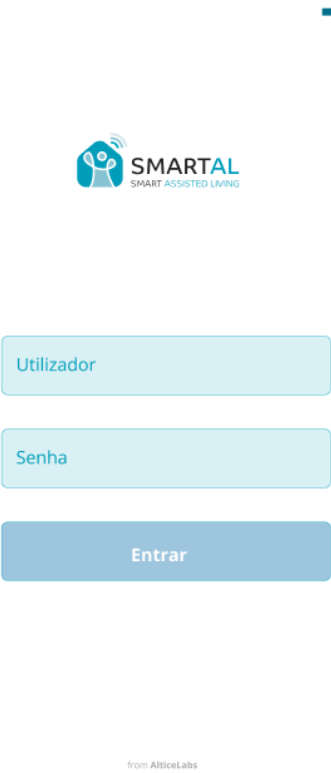 SMARTAL
SMART ASSISTED LIVING
Utilizador
Senha
Entrar
from AlticeLabs